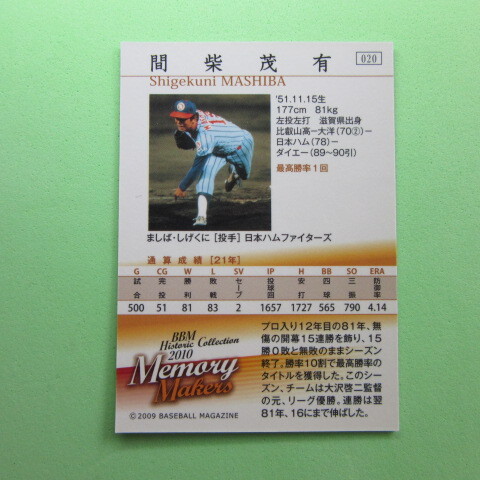 間柴茂有
020
Shigekuni MASHIBA
'51.11.15生
177cm 81kg
左投左打 滋賀県出身
比叡山高ー大洋(70②)ー
日本ハム(78)ー
ダイエー(89〜90引)
最高勝率1回
ましば・しげくに[投手]日本ハムファイターズ
通算成績[21年]
G CG W L SV IP H BB SO ERA
試合 完投 勝利 敗戦 セーブ 投球回 安打 四球 三振 防御率
500 51 81 83 2 1657 1727 565 790 4.14
BBM
Historic Collection
2010
Memory
Makers
©2009 BASEBALL MAGAZINE
プロ入り12年目の81年、無
傷の開幕15連勝を飾り、15
勝0敗と無敗のままシーズン
終了。勝率10割で最高勝率の
タイトルを獲得した。このシー
ズン、チームは大沢啓二監督
の元、リーグ優勝。連勝は翌
81年、16にまで伸ばした。